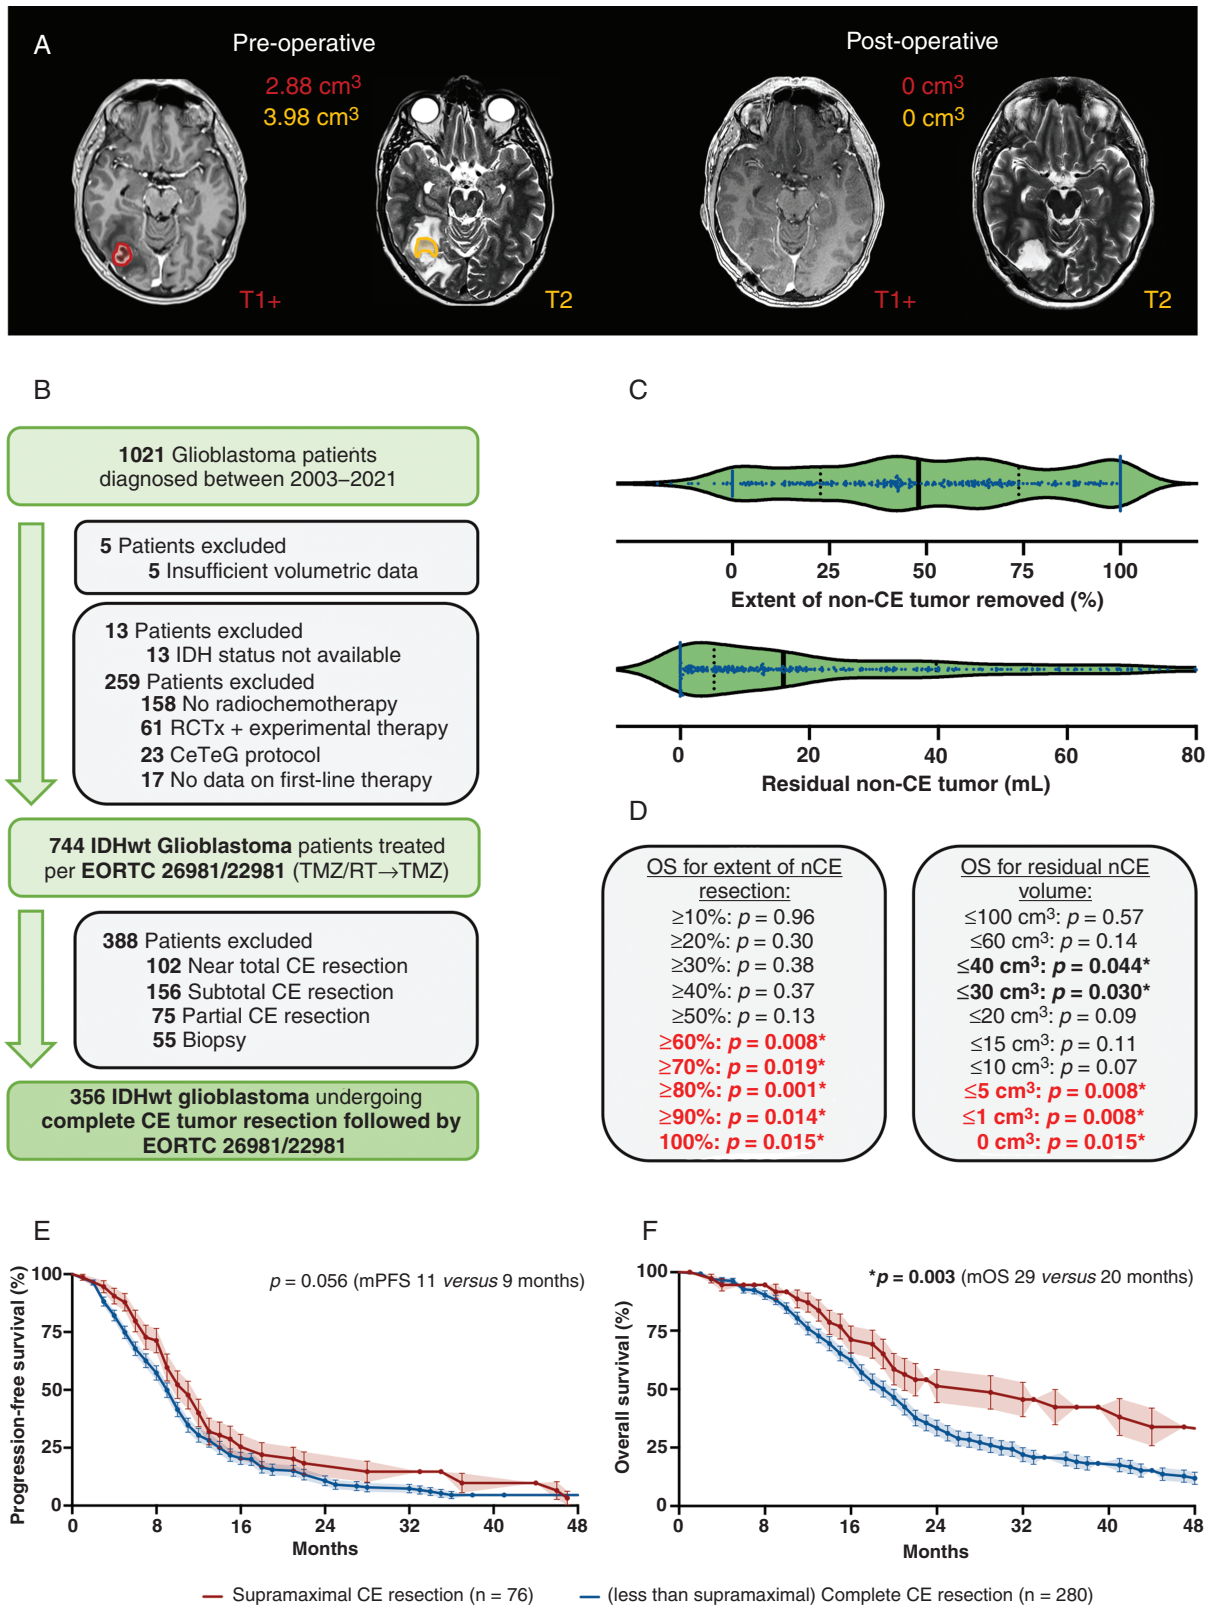 A
Pre-operative
Post-operative
2.88 cm³
3.98 cm³
0 cm³
0 cm³
T1+
T2
T1+
T2
B
1021 Glioblastoma patients
diagnosed between 2003–2021
5 Patients excluded
5 Insufficient volumetric data
13 Patients excluded
13 IDH status not available
259 Patients excluded
158 No radiochemotherapy
61 RCTx + experimental therapy
23 CeTeG protocol
17 No data on first-line therapy
744 IDHwt Glioblastoma patients treated
per EORTC 26981/22981 (TMZ/RT→TMZ)
388 Patients excluded
102 Near total CE resection
156 Subtotal CE resection
75 Partial CE resection
55 Biopsy
356 IDHwt glioblastoma undergoing
complete CE tumor resection followed by
EORTC 26981/22981
C
0 25 50 75 100
Extent of non-CE tumor removed (%)
0 20 40 60 80
Residual non-CE tumor (mL)
D
OS for extent of nCE
resection:
≥10%: p = 0.96
≥20%: p = 0.30
≥30%: p = 0.38
≥40%: p = 0.37
≥50%: p = 0.13
≥60%: p = 0.008*
≥70%: p = 0.019*
≥80%: p = 0.001*
≥90%: p = 0.014*
100%: p = 0.015*
OS for residual nCE
volume:
≤100 cm³: p = 0.57
≤60 cm³: p = 0.14
≤40 cm³: p = 0.044*
≤30 cm³: p = 0.030*
≤20 cm³: p = 0.09
≤15 cm³: p = 0.11
≤10 cm³: p = 0.07
≤5 cm³: p = 0.008*
≤1 cm³: p = 0.008*
0 cm³: p = 0.015*
E
p = 0.056 (mPFS 11 versus 9 months)
Progression-free survival (%)
100
75
50
25
0
0 8 16 24 32 40 48
Months
F
*p = 0.003 (mOS 29 versus 20 months)
Overall survival (%)
100
75
50
25
0
0 8 16 24 32 40 48
Months
Supramaximal CE resection (n = 76)
(less than supramaximal) Complete CE resection (n = 280)